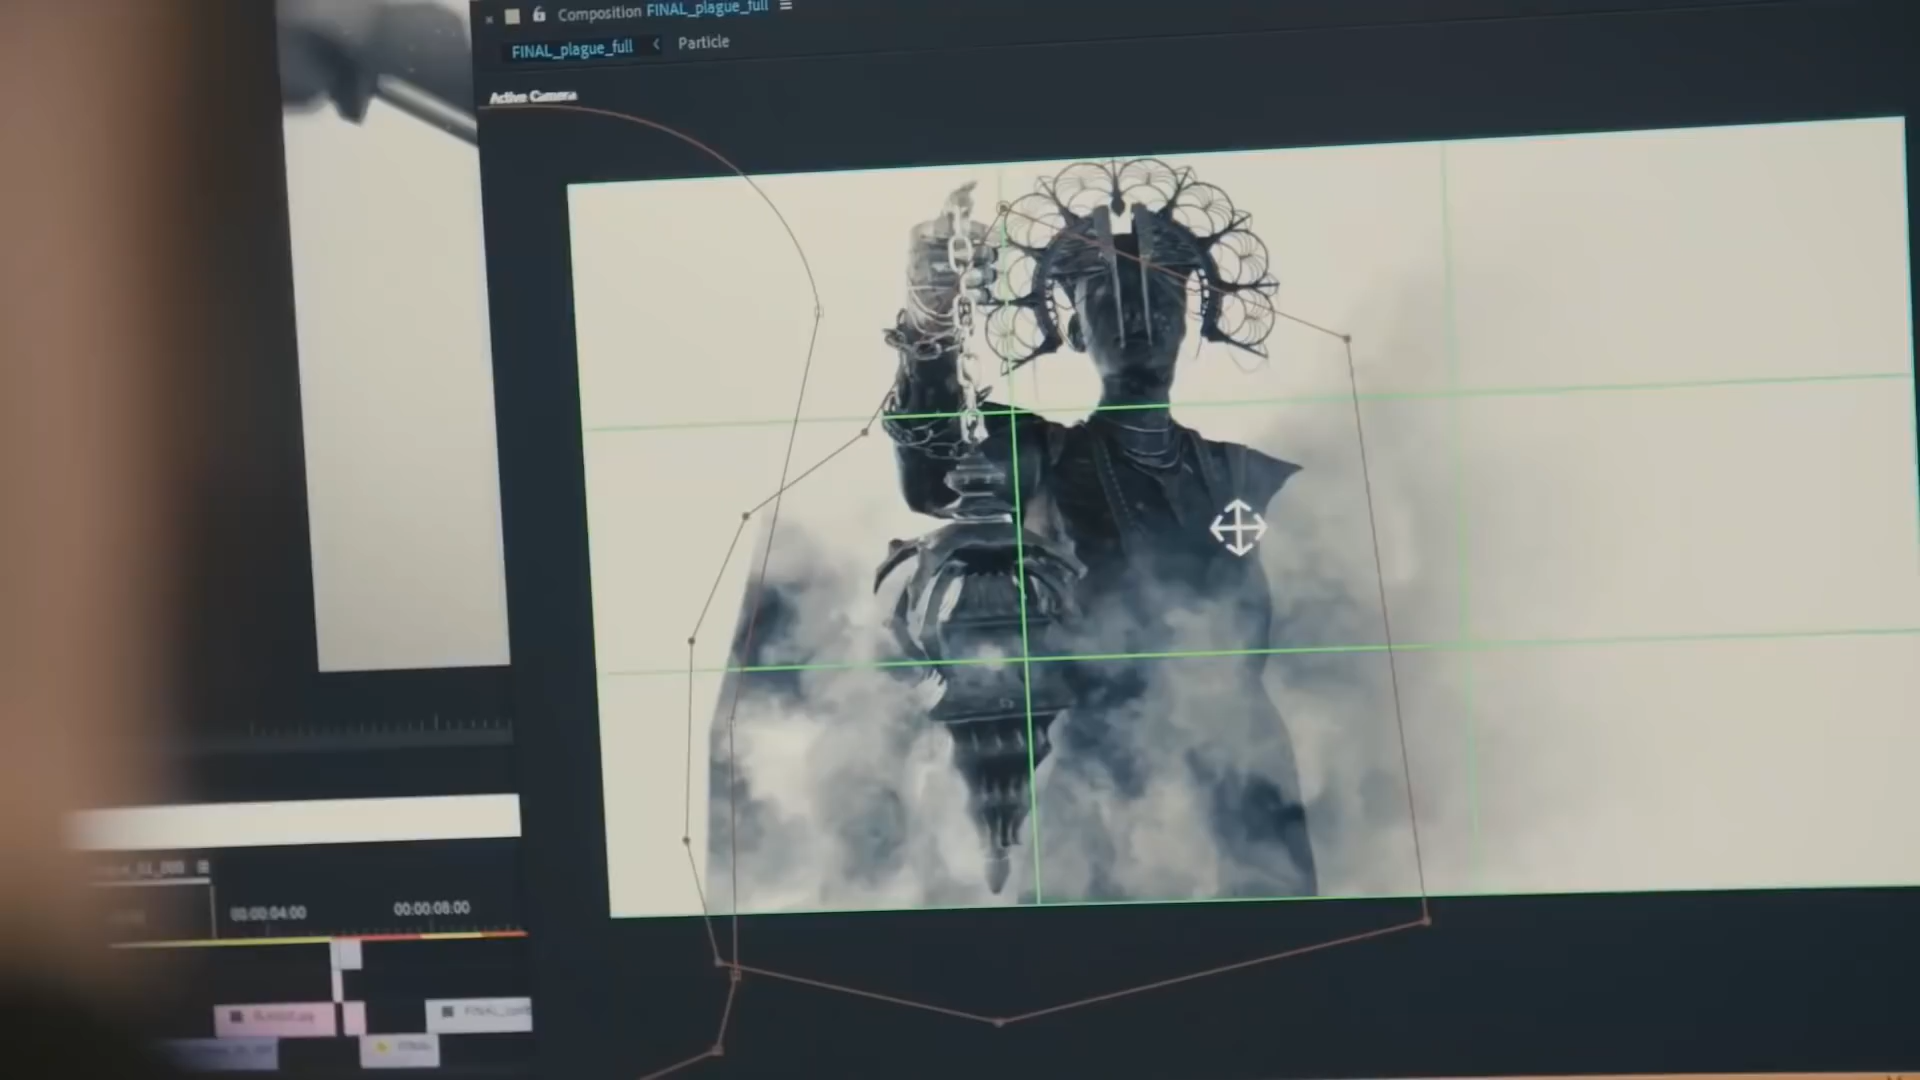 Composition FINAL_plague_full
FINAL_plague_full < Particle
Active Camera
00:00:04:00 00:00:08:00